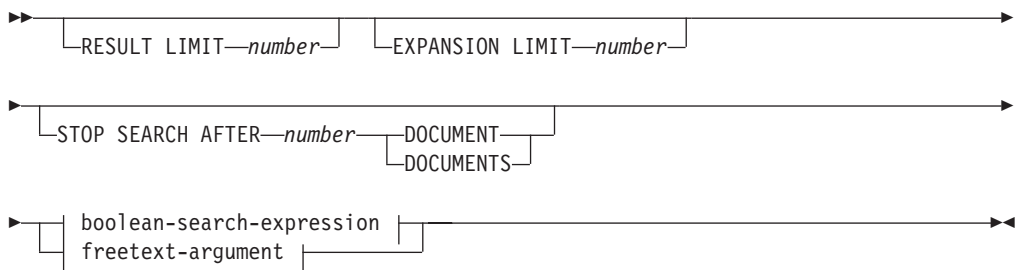 RESULT LIMIT number EXPANSION LIMIT number
STOP SEARCH AFTER number DOCUMENT
DOCUMENTS
boolean-search-expression
freetext-argument